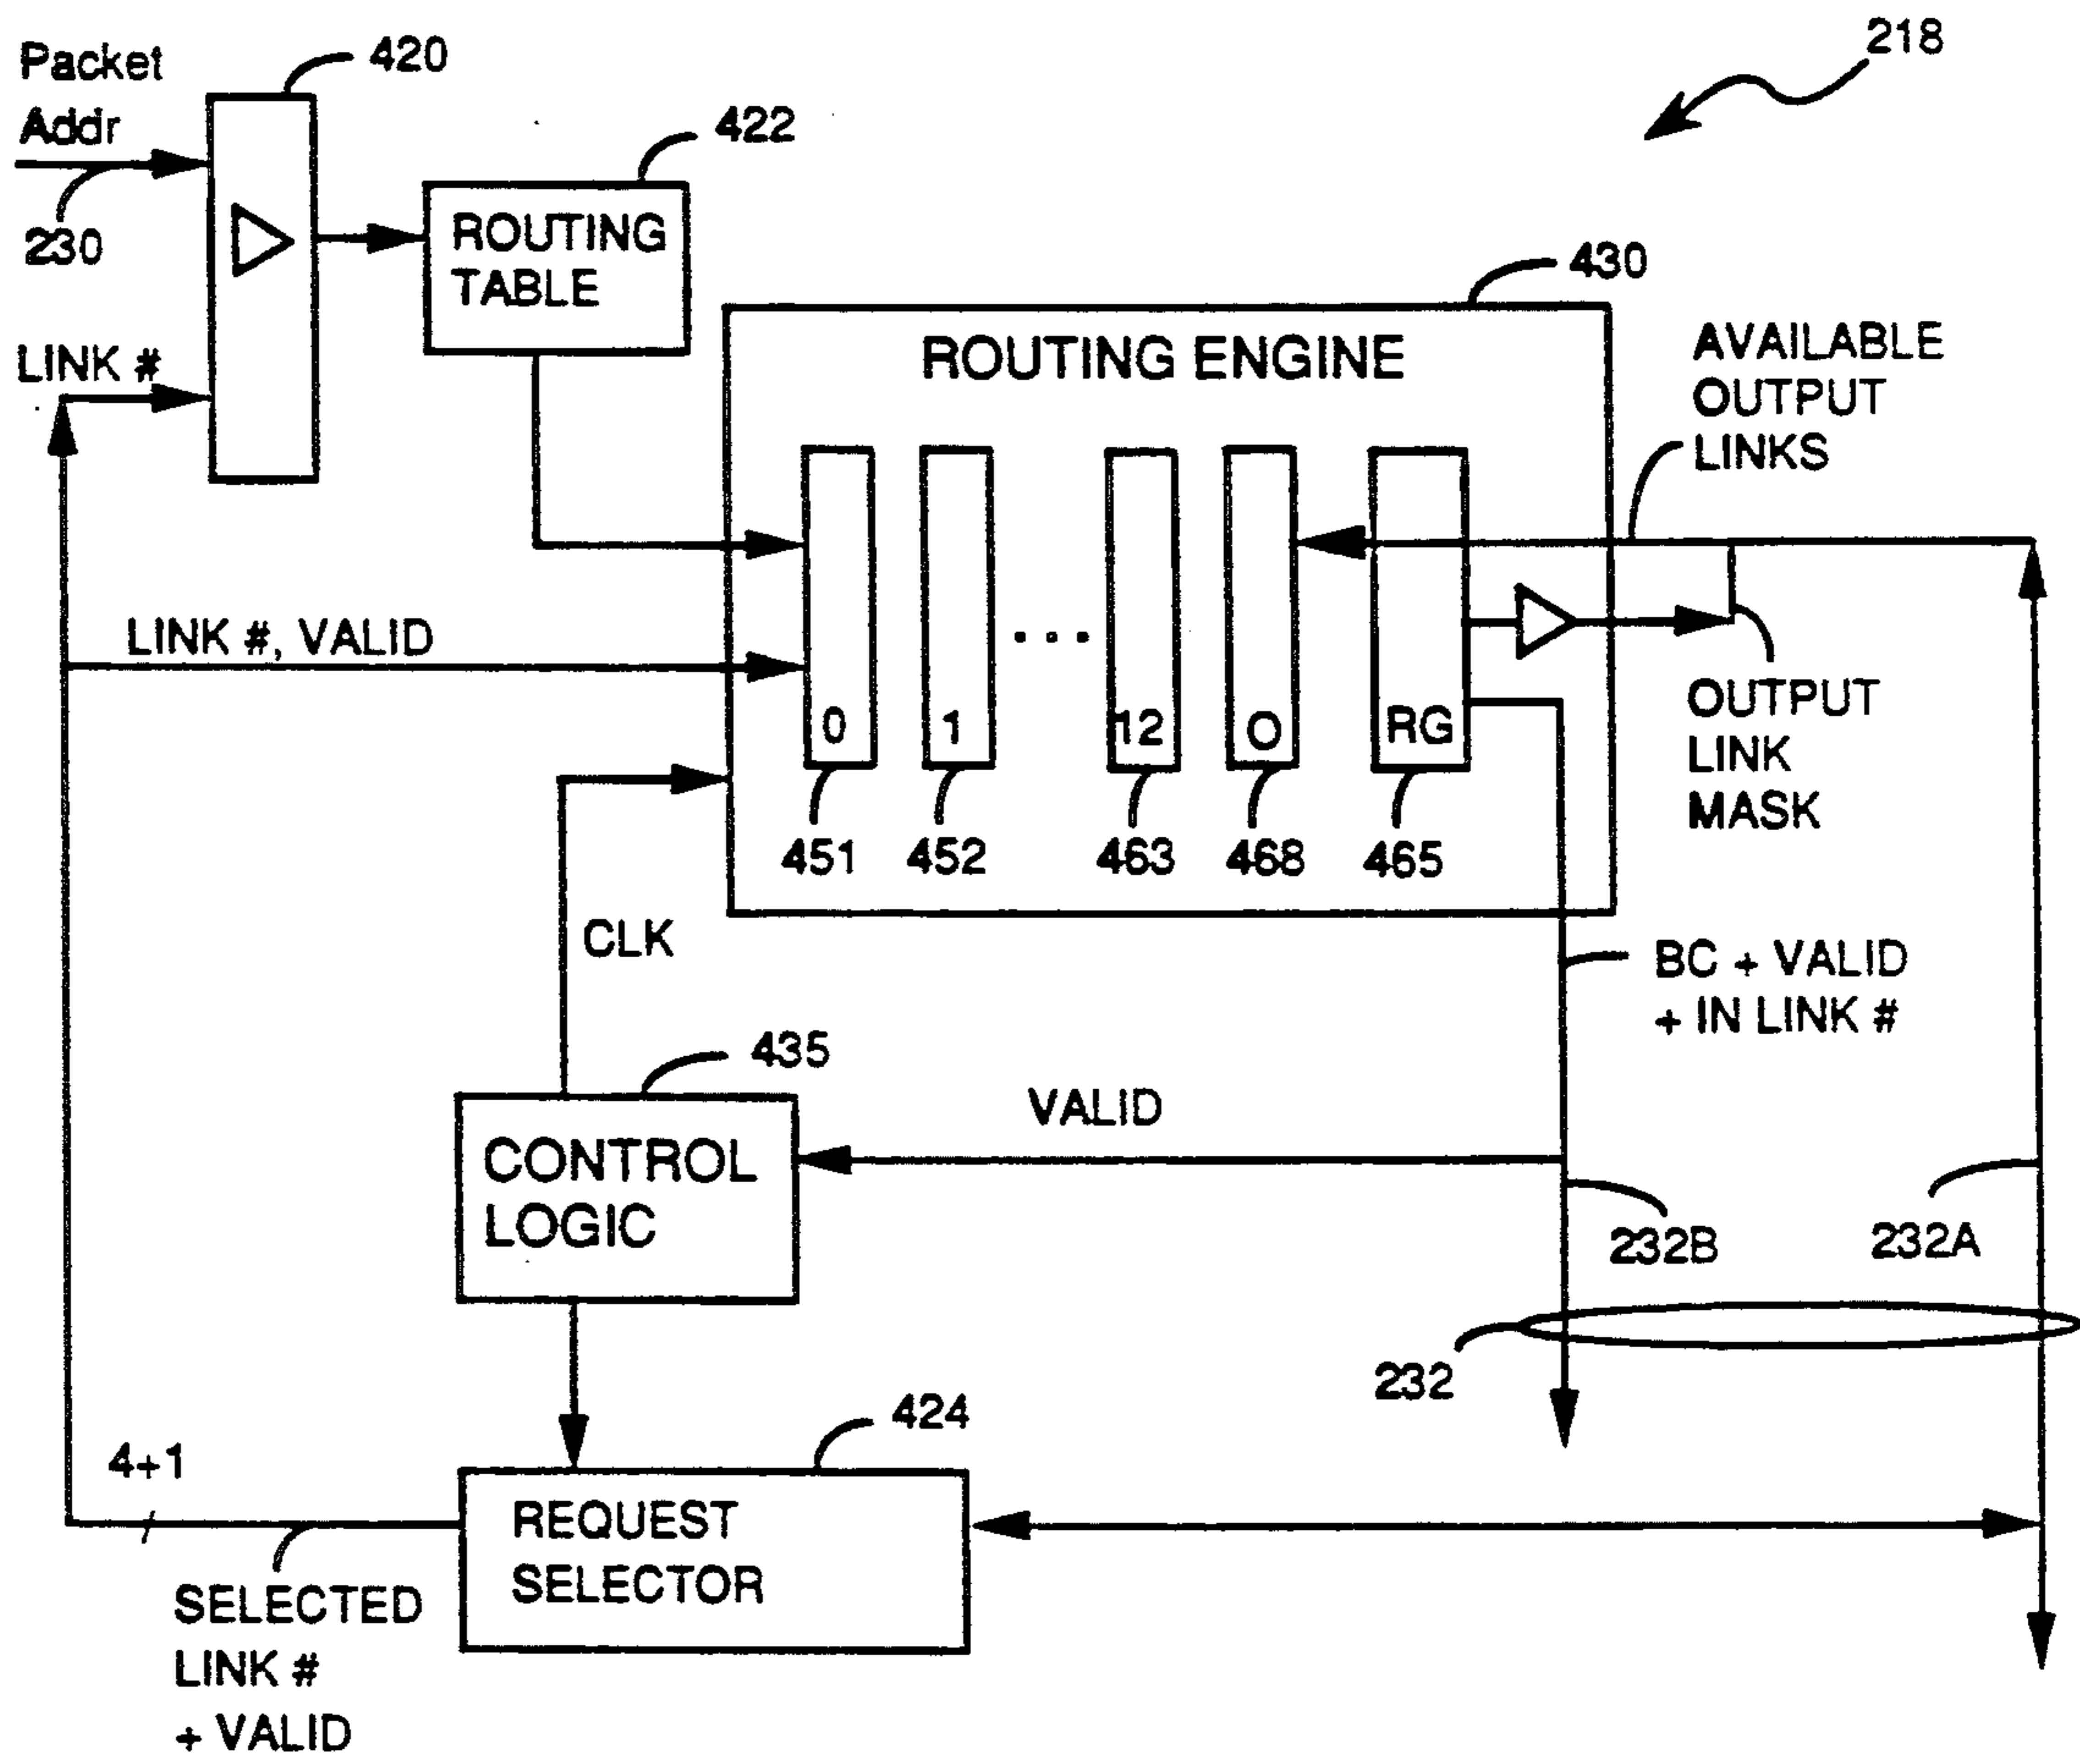 218
Packet
Addr
420
230
422
ROUTING
TABLE
LINK #
430
ROUTING ENGINE
AVAILABLE
OUTPUT
LINKS
LINK #, VALID
0
1
...
12
O
RG
451
452
463
468
465
OUTPUT
LINK
MASK
CLK
BC + VALID
+ IN LINK #
435
CONTROL
LOGIC
VALID
232B
232A
232
424
REQUEST
SELECTOR
4+1
SELECTED
LINK #
+ VALID